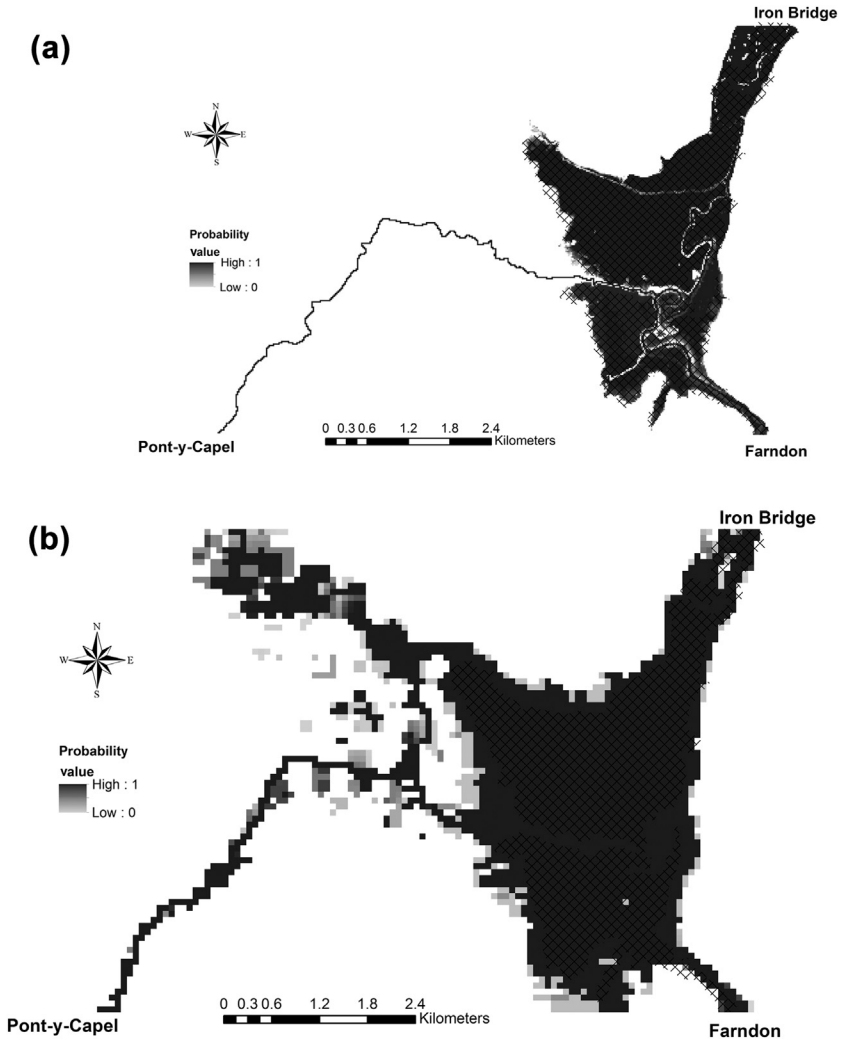 Iron Bridge
(a)
N
W E
S
Probability
value
High : 1
Low : 0
0 0.3 0.6 1.2 1.8 2.4
Kilometers
Pont-y-Capel
Farndon
Iron Bridge
(b)
N
W E
S
Probability
value
High : 1
Low : 0
0 0.3 0.6 1.2 1.8 2.4
Kilometers
Pont-y-Capel
Farndon